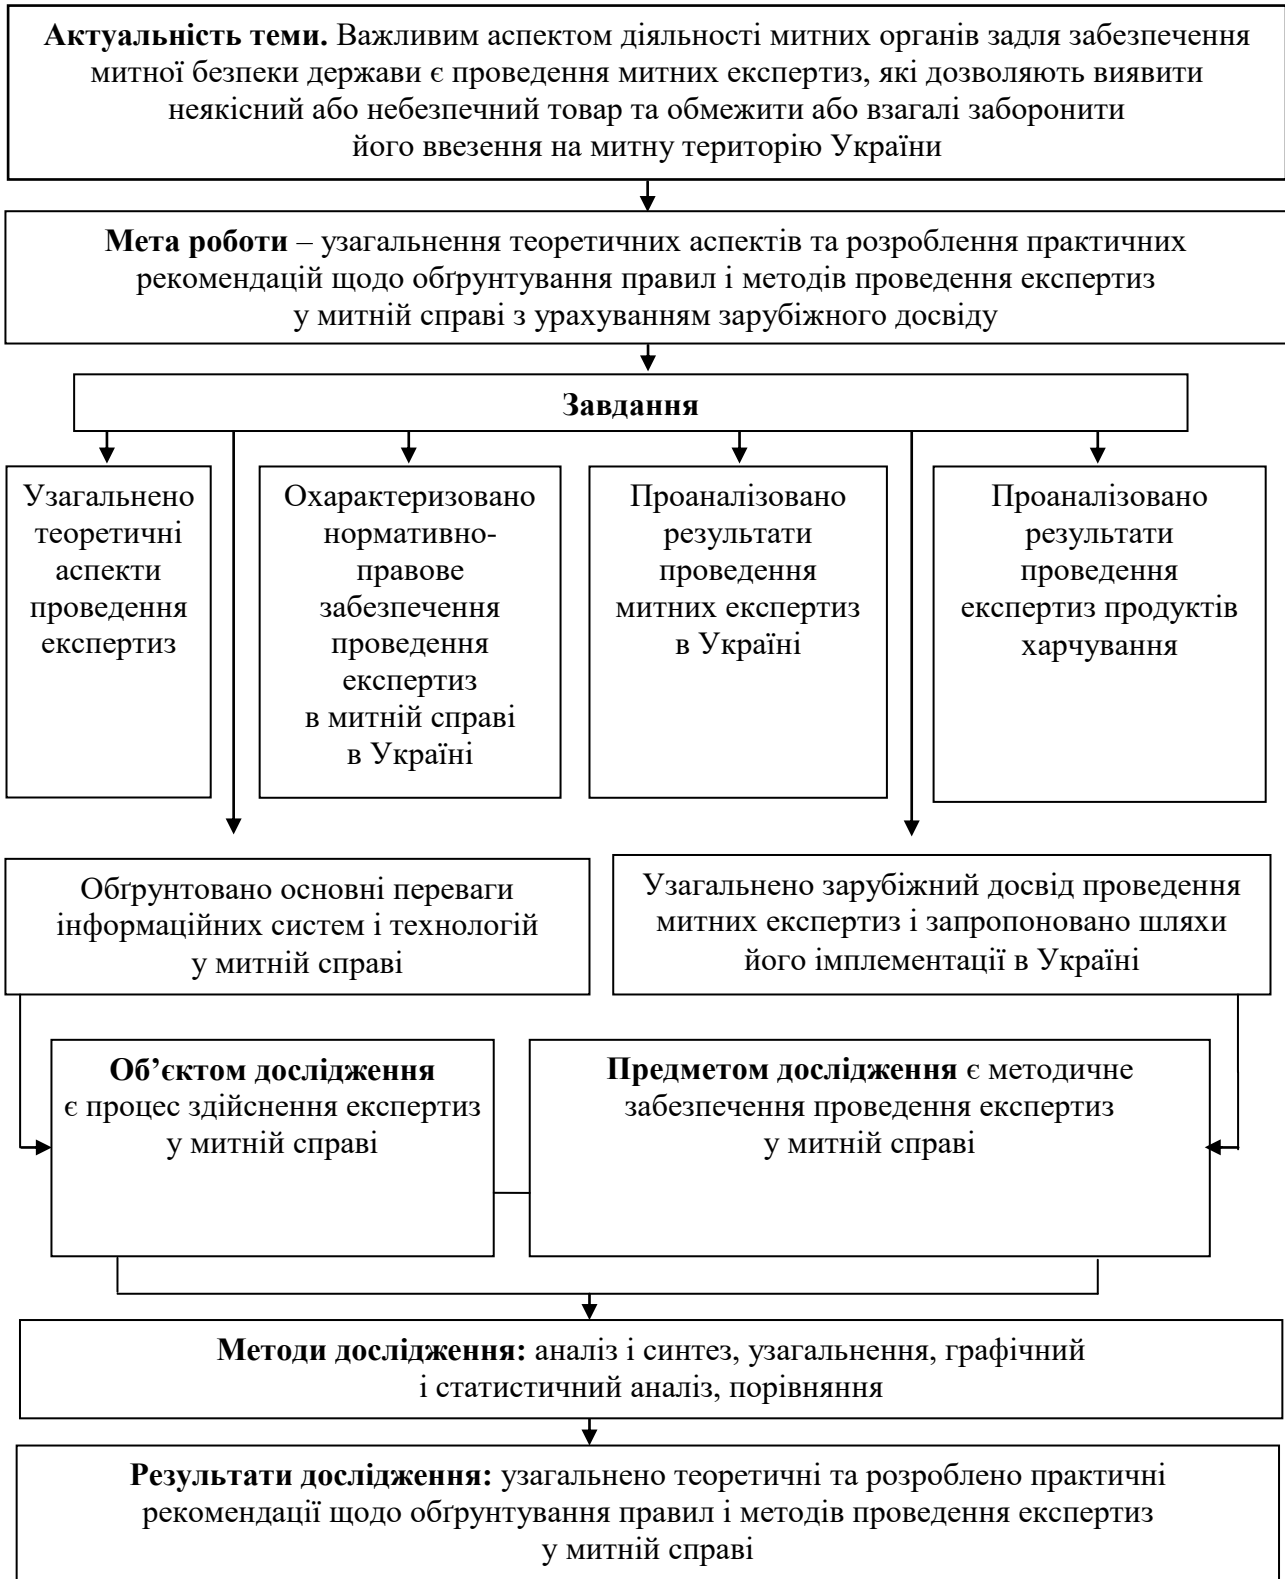 Актуальність теми. Важливим аспектом діяльності митних органів задля забезпечення
митної безпеки держави є проведення митних експертиз, які дозволяють виявити
неякісний або небезпечний товар та обмежити або взагалі заборонити
його ввезення на митну територію України
Мета роботи – узагальнення теоретичних аспектів та розроблення практичних
рекомендацій щодо обґрунтування правил і методів проведення експертиз
у митній справі з урахуванням зарубіжного досвіду
Завдання
Узагальнено
теоретичні
аспекти
проведення
експертиз
Охарактеризовано
нормативно-
правове
забезпечення
проведення
експертиз
в митній справі
в Україні
Проаналізовано
результати
проведення
митних експертиз
в Україні
Проаналізовано
результати
проведення
експертиз продуктів
харчування
Обґрунтовано основні переваги
інформаційних систем і технологій
у митній справі
Узагальнено зарубіжний досвід проведення
митних експертиз і запропоновано шляхи
його імплементації в Україні
Об’єктом дослідження
є процес здійснення експертиз
у митній справі
Предметом дослідження є методичне
забезпечення проведення експертиз
у митній справі
Методи дослідження: аналіз і синтез, узагальнення, графічний
і статистичний аналіз, порівняння
Результати дослідження: узагальнено теоретичні та розроблено практичні
рекомендації щодо обґрунтування правил і методів проведення експертиз
у митній справі